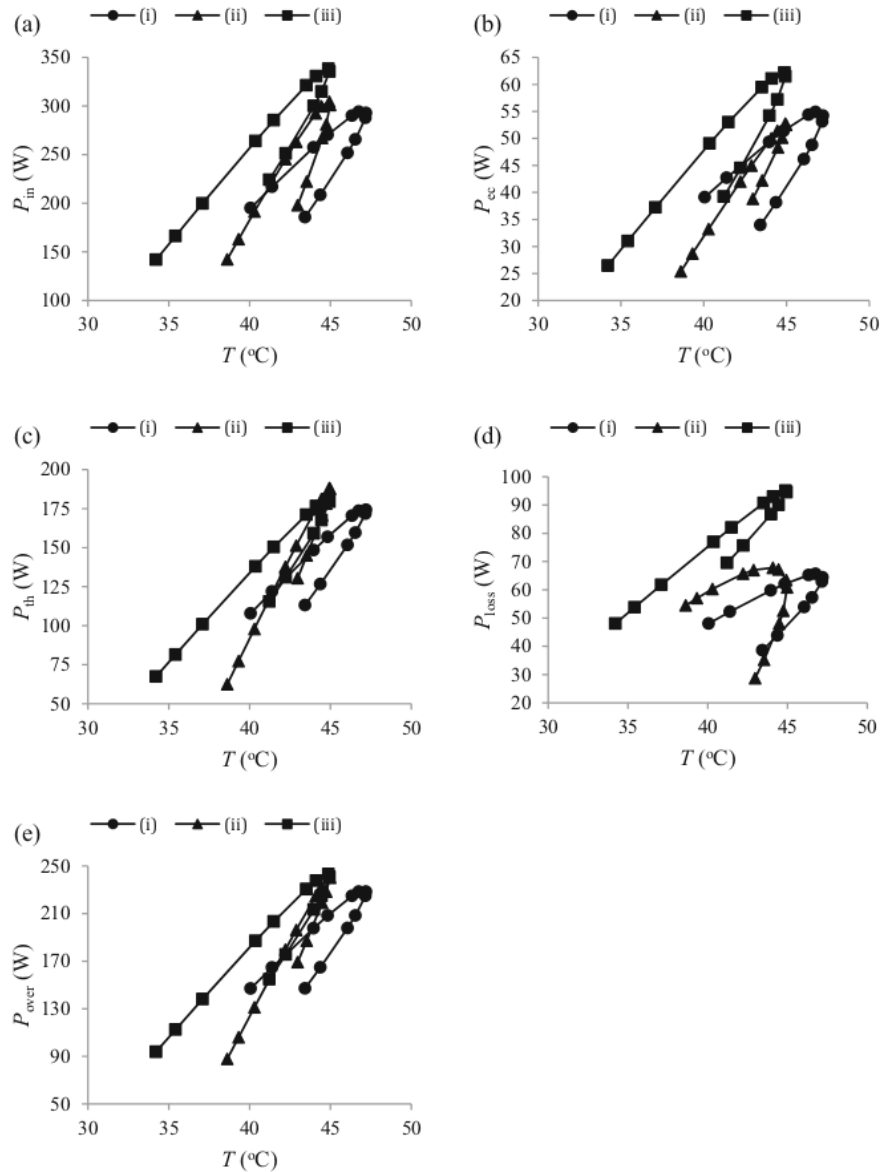 (a) (i) (ii) (iii)
350
300
250
200
150
100
P_in (W)
30 35 40 45 50
T (°C)
(b) (i) (ii) (iii)
65
60
55
50
45
40
35
30
25
20
P_ec (W)
30 35 40 45 50
T (°C)
(c) (i) (ii) (iii)
200
175
150
125
100
75
50
P_th (W)
30 35 40 45 50
T (°C)
(d) (i) (ii) (iii)
100
90
80
70
60
50
40
30
20
P_loss (W)
30 35 40 45 50
T (°C)
(e) (i) (ii) (iii)
250
210
170
130
90
50
P_over (W)
30 35 40 45 50
T (°C)